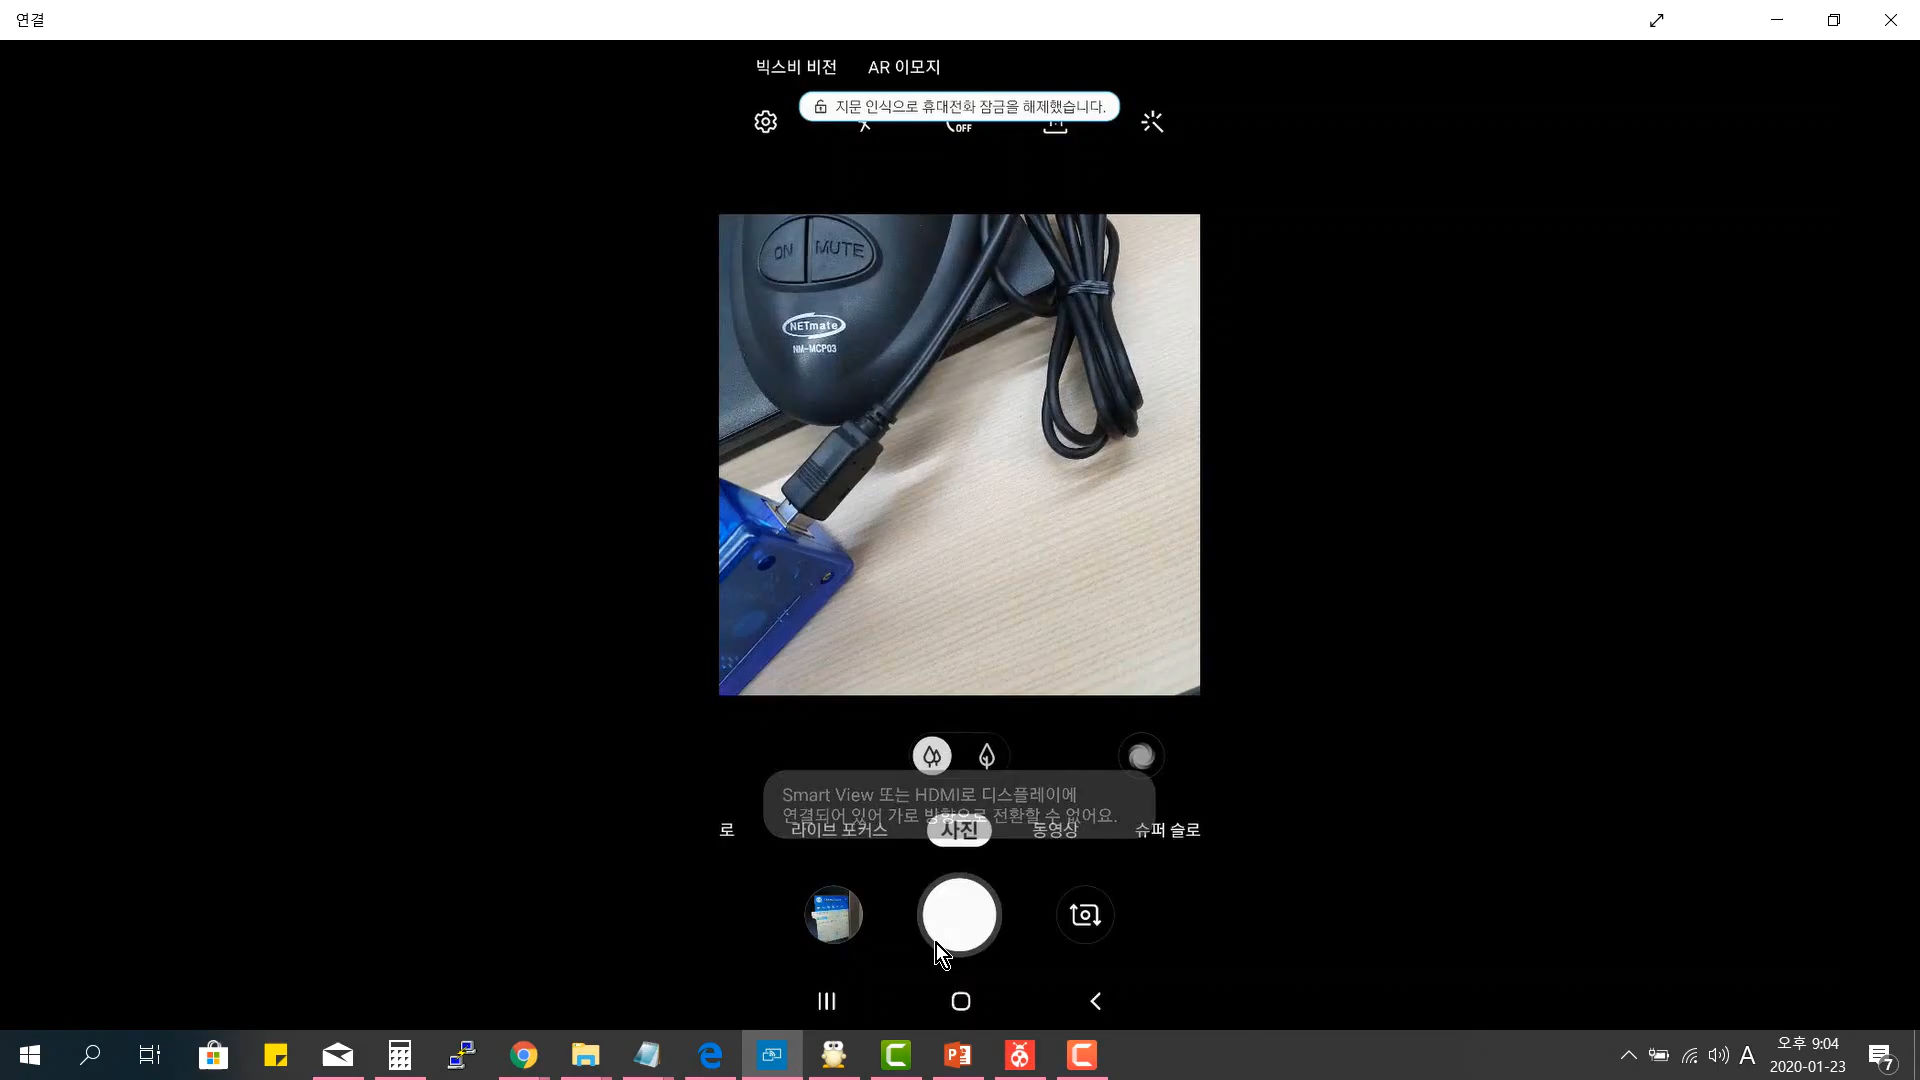 연결
빅스비 비전 AR 이모지
지문 인식으로 휴대전화 잠금을 해제했습니다.
OFF
ON MUTE
NETmate
NM-MCP03
Smart View 또는 HDMI로 디스플레이에
연결되어 있어 가로 방향으로 전환할 수 없어요.
로 라이브 포커스 사진 동영상 슈퍼 슬로
A 오후 9:04
2020-01-23
7